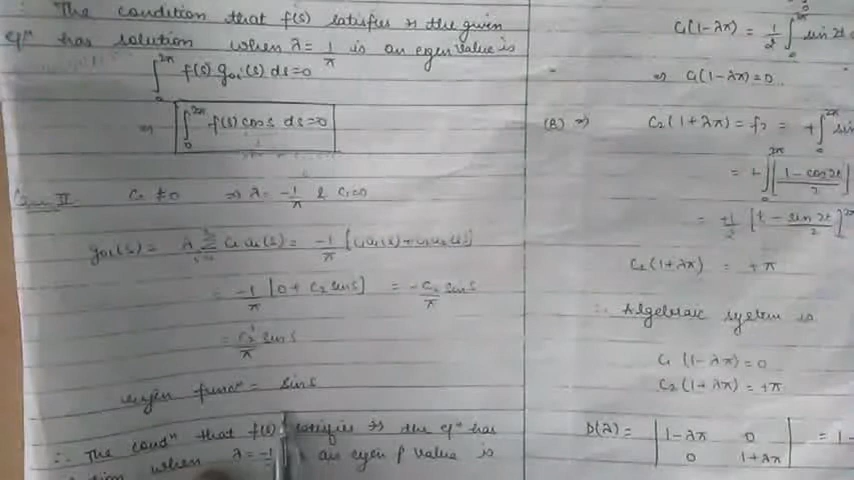 ∴ The condition that f(s) satisfies is the given
eqⁿ has solution when λ = 1/π is an eigen value is
∫₀^2π f(s) g₀₁(s) ds = 0
⇒ ∫₀^2π f(s) cos s ds = 0
Case II C₂ ≠ 0 ⇒ λ = -1/π & C₁ = 0
g₀₁(s) = λ Σ Cᵢ aᵢ(s) = -1/π [C₁a₁(s) + C₂a₂(s)]
= -1/π [0 + C₂ sin s] = -C₂/π sin s
= C₂'/π sin s
eigen funcⁿ = sin s
∴ The condⁿ that f(s) satisfies is the eqⁿ has
when λ = -1/ an eigen p value is
C₁(1-λπ) = 1/2 ∫₀^2π sin 2t
⇒ C₁(1-λπ) = 0
(B) ⇒ C₂(1+λπ) = f₂ = +∫₀^2π sin
= +∫₀^2π [(1 - cos 2t)/2]
= +1/2 [t - sin 2t/2]^2π
C₂(1+λπ) = +π
∴ Algebraic system is
C₁(1-λπ) = 0
C₂(1+λπ) = +π
D(λ) = | 1-λπ 0 | = 1-
| 0 1+λπ |